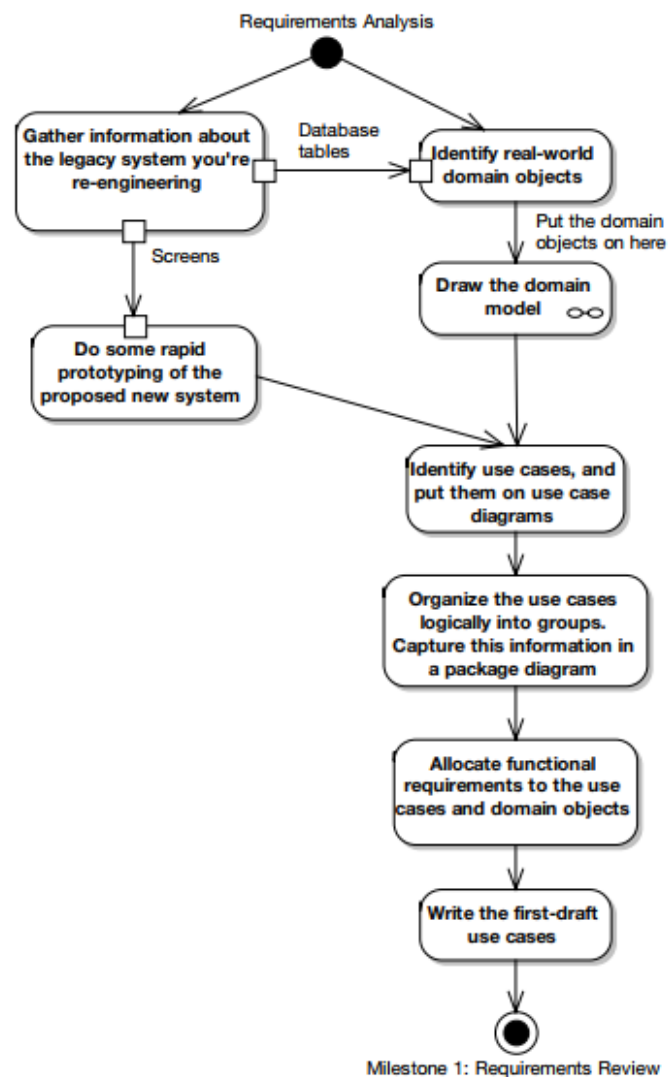 Requirements Analysis
Gather information about
the legacy system you're
re-engineering
Database
tables
Identify real-world
domain objects
Put the domain
objects on here
Screens
Draw the domain
model
Do some rapid
prototyping of the
proposed new system
Identify use cases, and
put them on use case
diagrams
Organize the use cases
logically into groups.
Capture this information in
a package diagram
Allocate functional
requirements to the use
cases and domain objects
Write the first-draft
use cases
Milestone 1: Requirements Review